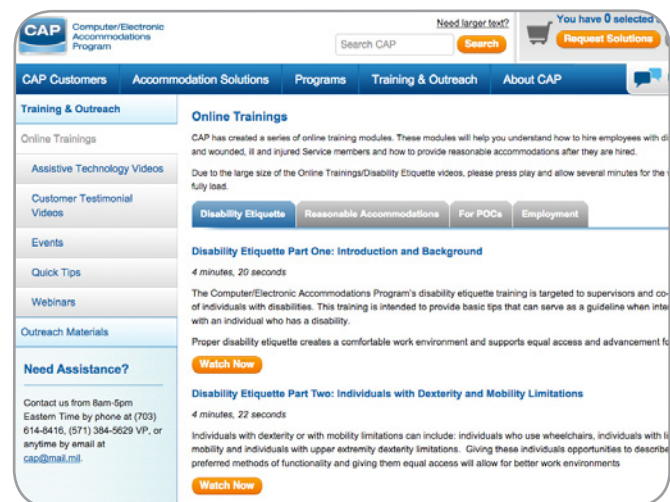 CAP
Computer/Electronic
Accommodations
Program
Need larger text?
Search CAP
Search
You have 0 selected
Request Solutions
CAP Customers
Accommodation Solutions
Programs
Training & Outreach
About CAP
Training & Outreach
Online Trainings
Assistive Technology Videos
Customer Testimonial
Videos
Events
Quick Tips
Webinars
Outreach Materials
Need Assistance?
Contact us from 8am-5pm
Eastern Time by phone at (703)
614-8416, (571) 384-5629 VP, or
anytime by email at
cap@mail.mil.
Online Trainings
CAP has created a series of online training modules. These modules will help you understand how to hire employees with
and wounded, ill and injured Service members and how to provide reasonable accommodations after they are hired.
Due to the large size of the Online Trainings/Disability Etiquette videos, please press play and allow several minutes for the
fully load.
Disability Etiquette
Reasonable Accommodations
For POCs
Employment
Disability Etiquette Part One: Introduction and Background
4 minutes, 20 seconds
The Computer/Electronic Accommodations Program's disability etiquette training is targeted to supervisors and co-
of individuals with disabilities. This training is intended to provide basic tips that can serve as a guideline when
with an individual who has a disability.
Proper disability etiquette creates a comfortable work environment and supports equal access and advancement
Watch Now
Disability Etiquette Part Two: Individuals with Dexterity and Mobility Limitations
4 minutes, 22 seconds
Individuals with dexterity or with mobility limitations can include: individuals who use wheelchairs, individuals with
mobility and individuals with upper extremity dexterity limitations. Giving these individuals opportunities to describe
preferred methods of functionality and giving them equal access will allow for better work environments
Watch Now